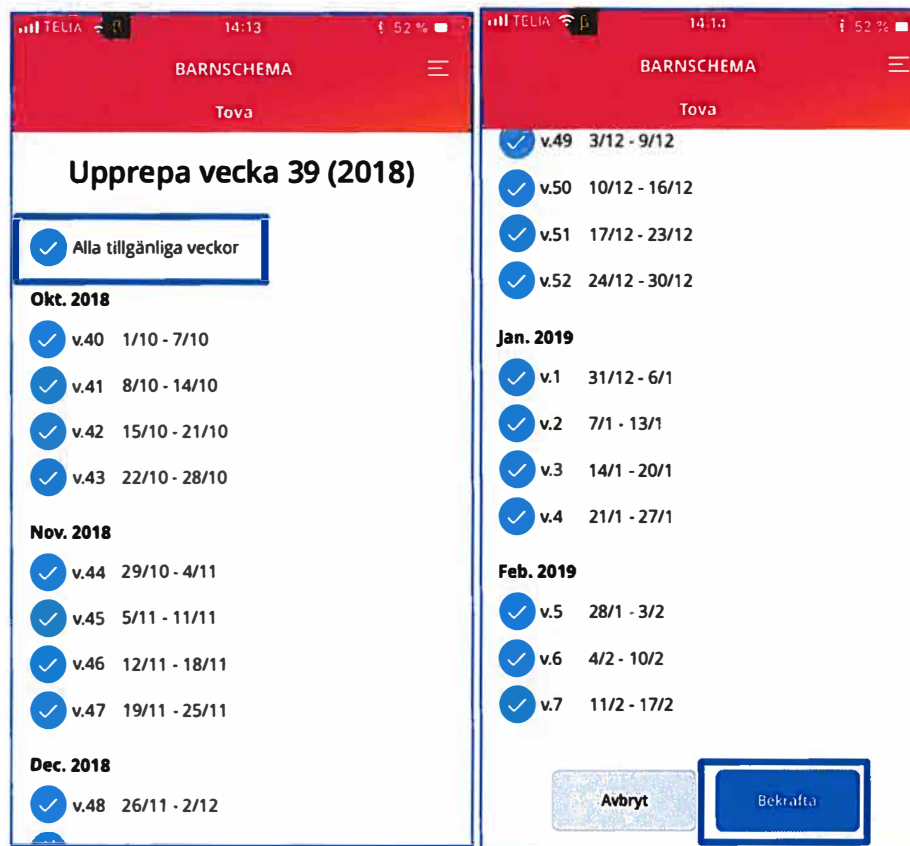 TELIA 14:13 52 %
BARNSCHEMA
Tova
Upprepa vecka 39 (2018)
Alla tillgänliga veckor
Okt. 2018
v.40 1/10 - 7/10
v.41 8/10 - 14/10
v.42 15/10 - 21/10
v.43 22/10 - 28/10
Nov. 2018
v.44 29/10 - 4/11
v.45 5/11 - 11/11
v.46 12/11 - 18/11
v.47 19/11 - 25/11
Dec. 2018
v.48 26/11 - 2/12
TELIA 14:14 52 %
BARNSCHEMA
Tova
v.49 3/12 - 9/12
v.50 10/12 - 16/12
v.51 17/12 - 23/12
v.52 24/12 - 30/12
Jan. 2019
v.1 31/12 - 6/1
v.2 7/1 - 13/1
v.3 14/1 - 20/1
v.4 21/1 - 27/1
Feb. 2019
v.5 28/1 - 3/2
v.6 4/2 - 10/2
v.7 11/2 - 17/2
Avbryt
Bekräfta